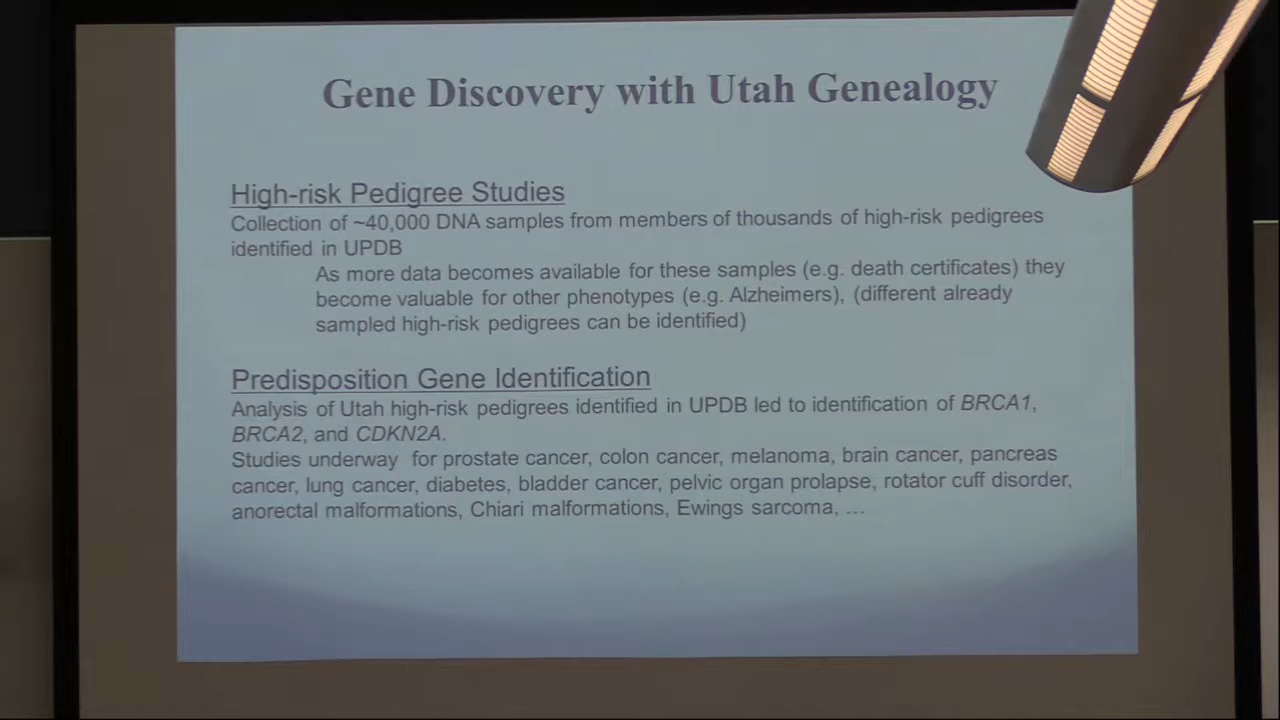 Gene Discovery with Utah Genealogy
High-risk Pedigree Studies
Collection of ~40,000 DNA samples from members of thousands of high-risk pedigrees
identified in UPDB
As more data becomes available for these samples (e.g. death certificates) they
become valuable for other phenotypes (e.g. Alzheimers), (different already
sampled high-risk pedigrees can be identified)
Predisposition Gene Identification
Analysis of Utah high-risk pedigrees identified in UPDB led to identification of BRCA1,
BRCA2, and CDKN2A.
Studies underway for prostate cancer, colon cancer, melanoma, brain cancer, pancreas
cancer, lung cancer, diabetes, bladder cancer, pelvic organ prolapse, rotator cuff disorder,
anorectal malformations, Chiari malformations, Ewings sarcoma, ...